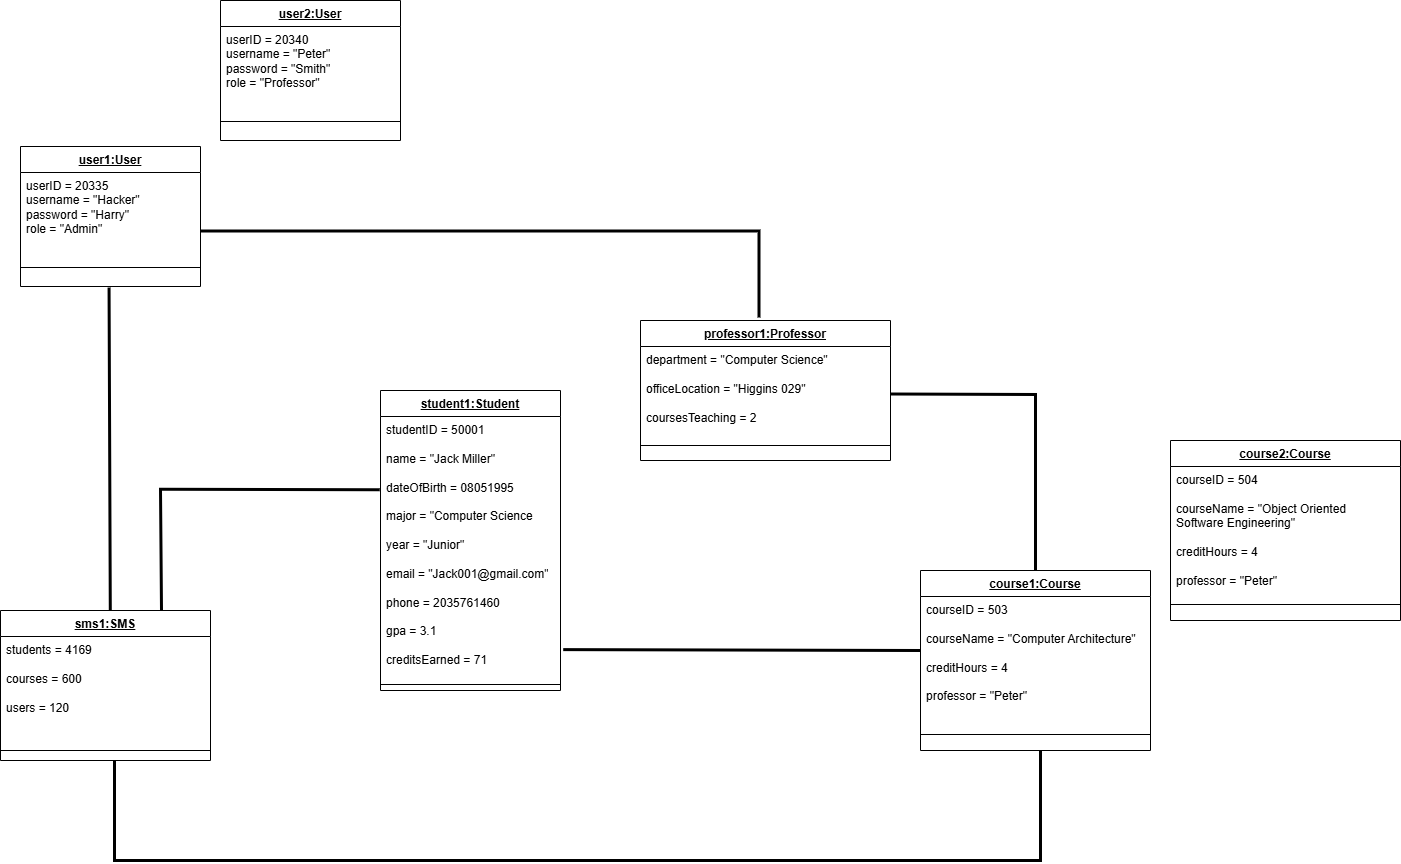 user2:User
userID = 20340
username = "Peter"
password = "Smith"
role = "Professor"
user1:User
userID = 20335
username = "Hacker"
password = "Harry"
role = "Admin"
professor1:Professor
department = "Computer Science"
officeLocation = "Higgins 029"
coursesTeaching = 2
student1:Student
studentID = 50001
name = "Jack Miller"
dateOfBirth = 08051995
major = "Computer Science
year = "Junior"
email = "Jack001@gmail.com"
phone = 2035761460
gpa = 3.1
creditsEarned = 71
course2:Course
courseID = 504
courseName = "Object Oriented
Software Engineering"
creditHours = 4
professor = "Peter"
sms1:SMS
students = 4169
courses = 600
users = 120
course1:Course
courseID = 503
courseName = "Computer Architecture"
creditHours = 4
professor = "Peter"